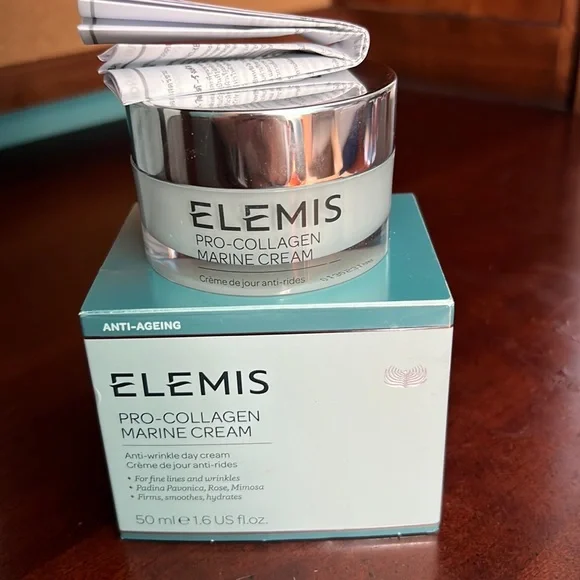 ELEMIS
PRO-COLLAGEN
MARINE CREAM
Crème de jour anti-rides
ANTI-AGEING
ELEMIS
PRO-COLLAGEN
MARINE CREAM
Anti-wrinkle day cream
Crème de jour anti-rides
• For fine lines and wrinkles
• Padina Pavonica, Rose, Mimosa
• Firms, smoothes, hydrates
50 ml e 1.6 US fl.oz.